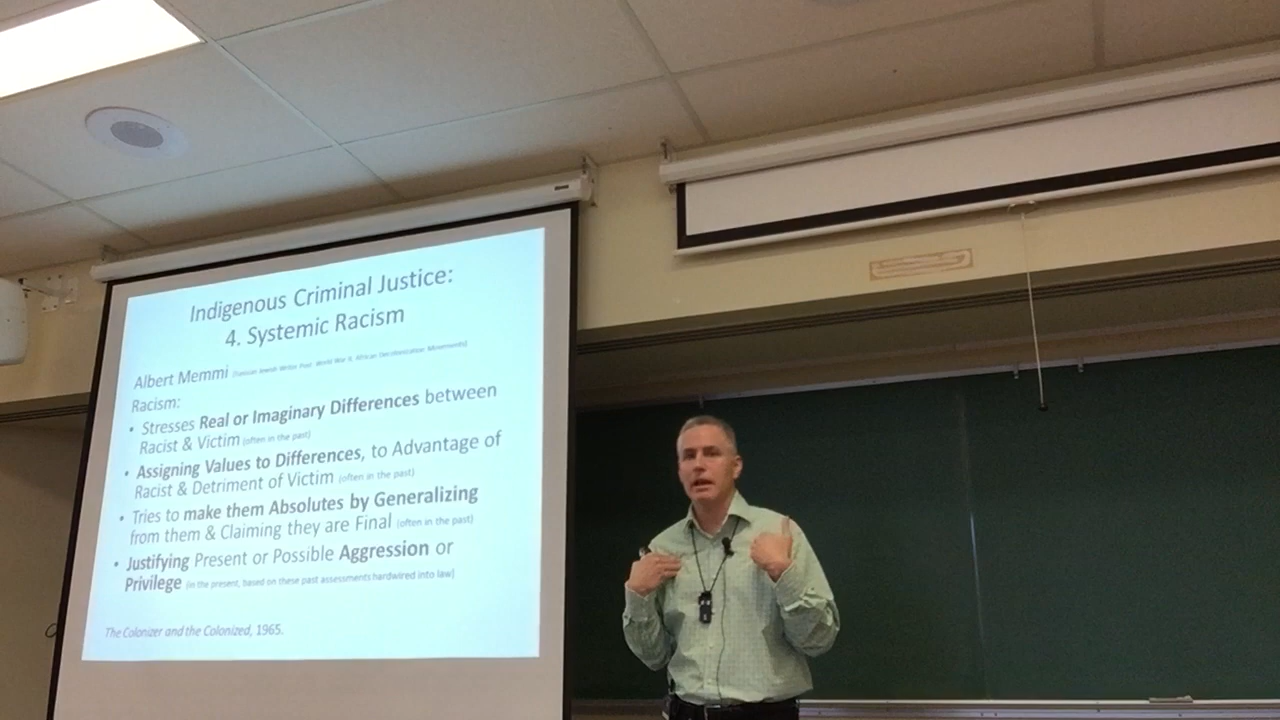 Indigenous Criminal Justice:
4. Systemic Racism
Albert Memmi (Tunisian Jewish Writer Post World War II, African Decolonization Movements)
Racism:
• Stresses Real or Imaginary Differences between
Racist & Victim (often in the past)
• Assigning Values to Differences, to Advantage of
Racist & Detriment of Victim (often in the past)
• Tries to make them Absolutes by Generalizing
from them & Claiming they are Final (often in the past)
• Justifying Present or Possible Aggression or
Privilege (in the present, based on these past assessments hardwired into law)
The Colonizer and the Colonized, 1965.